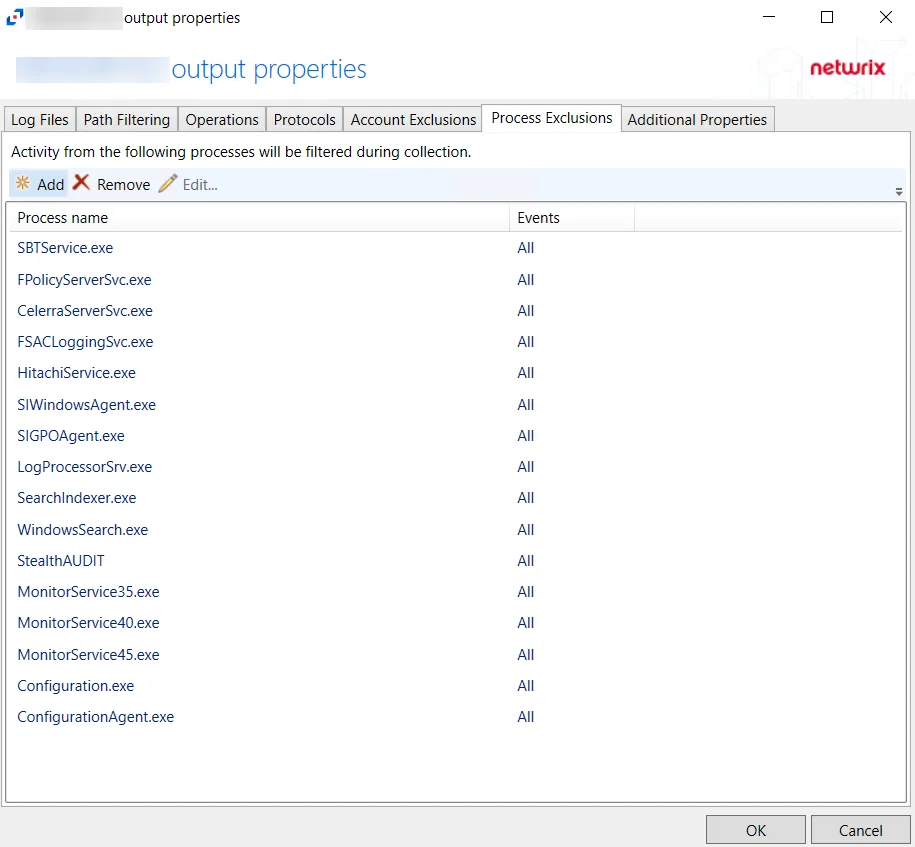 output properties
output properties
netwrix
Log Files Path Filtering Operations Protocols Account Exclusions Process Exclusions Additional Properties
Activity from the following processes will be filtered during collection.
Add Remove Edit...
Process name Events
SBTService.exe All
FPolicyServerSvc.exe All
CelerraServerSvc.exe All
FSACLoggingSvc.exe All
HitachiService.exe All
SIWindowsAgent.exe All
SIGPOAgent.exe All
LogProcessorSrv.exe All
SearchIndexer.exe All
WindowsSearch.exe All
StealthAUDIT All
MonitorService35.exe All
MonitorService40.exe All
MonitorService45.exe All
Configuration.exe All
ConfigurationAgent.exe All
OK Cancel